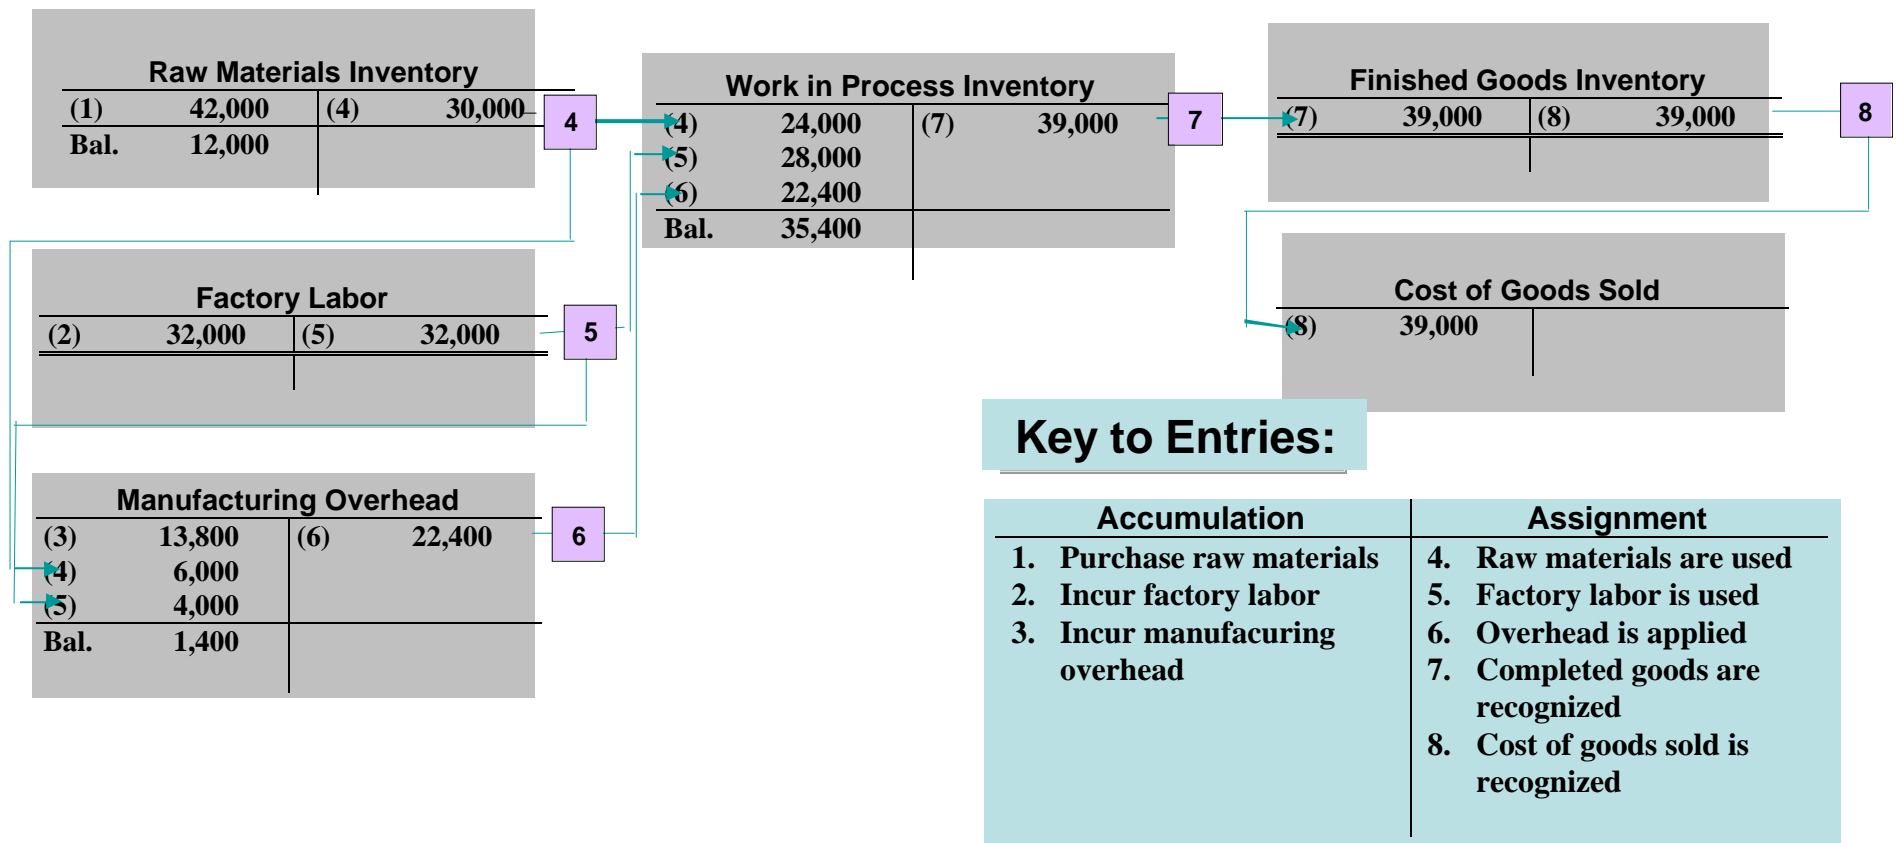 Raw Materials Inventory
(1) 42,000 (4) 30,000
Bal. 12,000
4
Factory Labor
(2) 32,000 (5) 32,000
5
Manufacturing Overhead
(3) 13,800 (6) 22,400
(4) 6,000
(5) 4,000
Bal. 1,400
6
Work in Process Inventory
(4) 24,000 (7) 39,000
(5) 28,000
(6) 22,400
Bal. 35,400
7
Finished Goods Inventory
(7) 39,000 (8) 39,000
8
Cost of Goods Sold
(8) 39,000
Key to Entries:
Accumulation
1. Purchase raw materials
2. Incur factory labor
3. Incur manufacuring
overhead
Assignment
4. Raw materials are used
5. Factory labor is used
6. Overhead is applied
7. Completed goods are
recognized
8. Cost of goods sold is
recognized